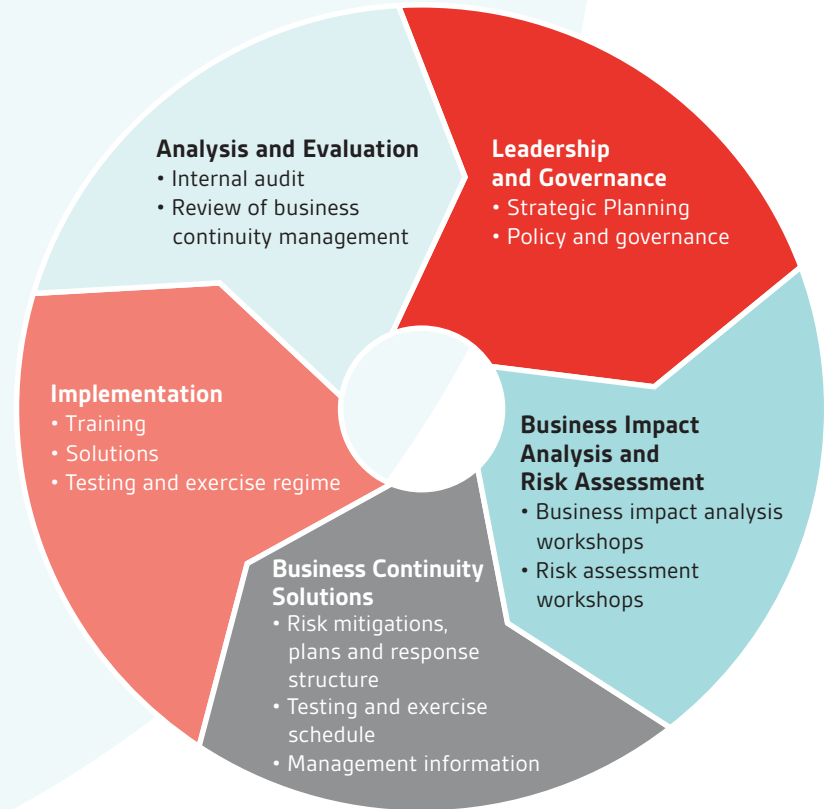 Analysis and Evaluation
• Internal audit
• Review of business
continuity management
Leadership
and Governance
• Strategic Planning
• Policy and governance
Business Impact
Analysis and
Risk Assessment
• Business impact analysis
workshops
• Risk assessment
workshops
Business Continuity
Solutions
• Risk mitigations,
plans and response
structure
• Testing and exercise
schedule
• Management information
Implementation
• Training
• Solutions
• Testing and exercise regime